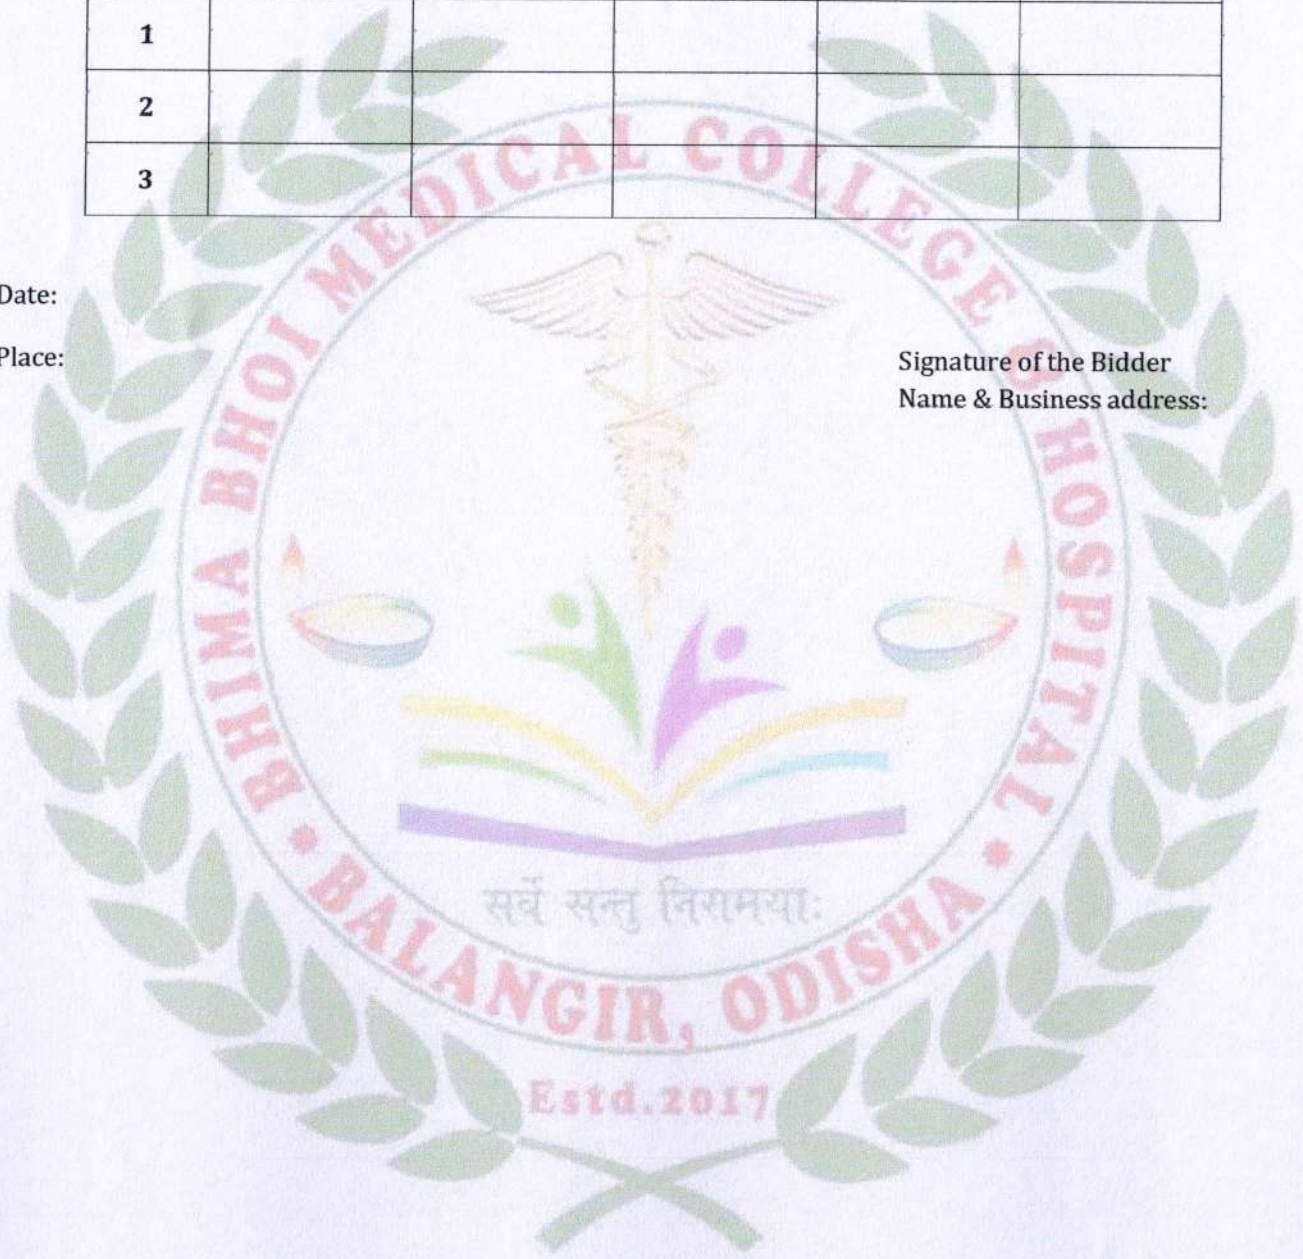 1
2
3
Date:
Place:
Signature of the Bidder
Name & Business address:
BHIMA BHOI MEDICAL COLLEGE & HOSPITAL
सर्वे सन्तु निरामयाः
BALANGIR, ODISHA
Estd.2017